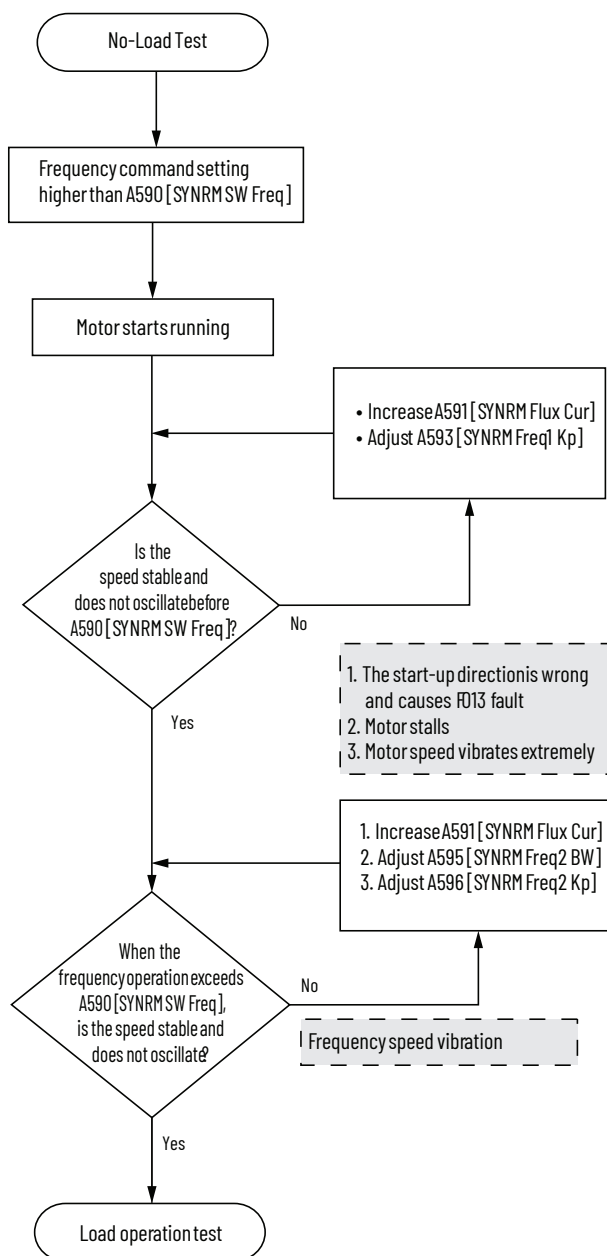 No-Load Test
Frequency command setting
higher than A590 [SYNRM SW Freq]
Motor starts running
• Increase A591 [SYNRM Flux Cur]
• Adjust A593 [SYNRM Freq1 Kp]
Is the
speed stable and
does not oscillate before
A590 [SYNRM SW Freq]?
No
Yes
1. The start-up direction is wrong
and causes F013 fault
2. Motor stalls
3. Motor speed vibrates extremely
1. Increase A591 [SYNRM Flux Cur]
2. Adjust A595 [SYNRM Freq2 BW]
3. Adjust A596 [SYNRM Freq2 Kp]
When the
frequency operation exceeds
A590 [SYNRM SW Freq],
is the speed stable and
does not oscillate?
No
Frequency speed vibration
Yes
Load operation test